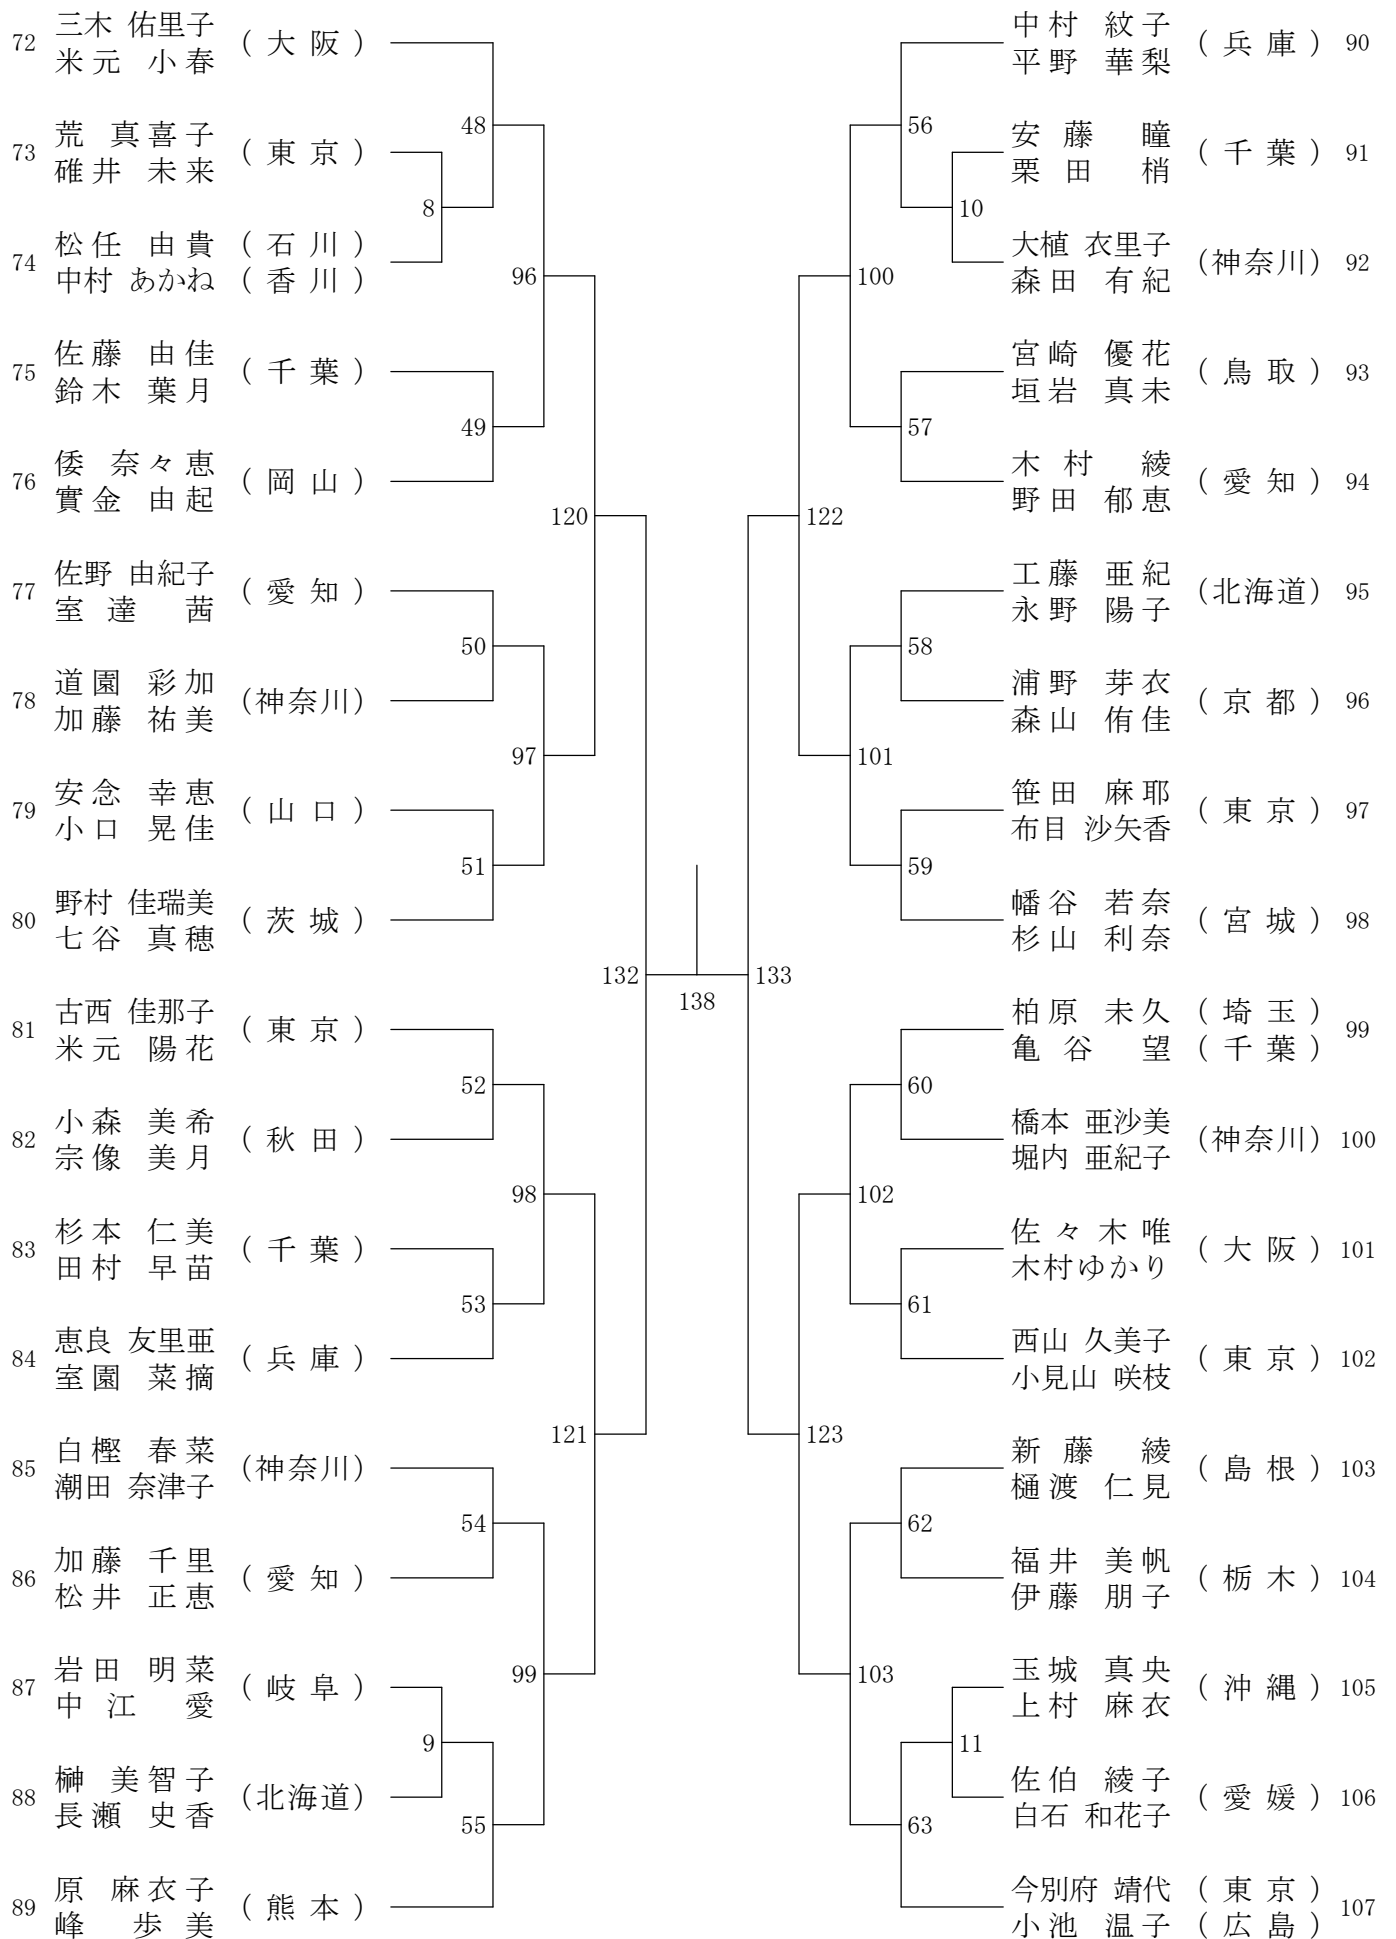 72 三木 佑里子 (大阪)
米元 小春
73 荒 真喜子 (東京)
碓井 未来
74 松任 由貴 (石川)
中村 あかね (香川)
75 佐藤 由佳 (千葉)
鈴木 葉月
76 倭 奈々恵 (岡山)
實金 由起
77 佐野 由紀子 (愛知)
室達 茜
78 道園 彩加 (神奈川)
加藤 祐美
79 安念 幸恵 (山口)
小口 晃佳
80 野村 佳瑞美 (茨城)
七谷 真穂
81 古西 佳那子 (東京)
米元 陽花
82 小森 美希 (秋田)
宗像 美月
83 杉本 仁美 (千葉)
田村 早苗
84 恵良 友里亜 (兵庫)
室園 菜摘
85 白樫 春菜 (神奈川)
潮田 奈津子
86 加藤 千里 (愛知)
松井 正恵
87 岩田 明菜 (岐阜)
中江 愛
88 榊 美智子 (北海道)
長瀬 史香
89 原 麻衣子 (熊本)
峰 歩美
8
9
48
49
50
51
52
53
54
55
96
97
98
99
120
121
132
138
133
122
123
100
101
102
103
56
57
58
59
60
61
62
63
10
11
中村 紋子 (兵庫) 90
平野 華梨
安藤 瞳 (千葉) 91
栗田 梢
大植 衣里子 (神奈川) 92
森田 有紀
宮崎 優花 (鳥取) 93
垣岩 真未
木村 綾 (愛知) 94
野田 郁恵
工藤 亜紀 (北海道) 95
永野 陽子
浦野 芽衣 (京都) 96
森山 侑佳
笹田 麻耶 (東京) 97
布目 沙矢香
幡谷 若奈 (宮城) 98
杉山 利奈
柏原 未久 (埼玉) 99
亀谷 望 (千葉)
橋本 亜沙美 (神奈川) 100
堀内 亜紀子
佐々木 唯 (大阪) 101
木村ゆかり
西山 久美子 (東京) 102
小見山 咲枝
新藤 綾 (島根) 103
樋渡 仁見
福井 美帆 (栃木) 104
伊藤 朋子
玉城 真央 (沖縄) 105
上村 麻衣
佐伯 綾子 (愛媛) 106
白石 和花子
今別府 靖代 (東京) 107
小池 温子 (広島)